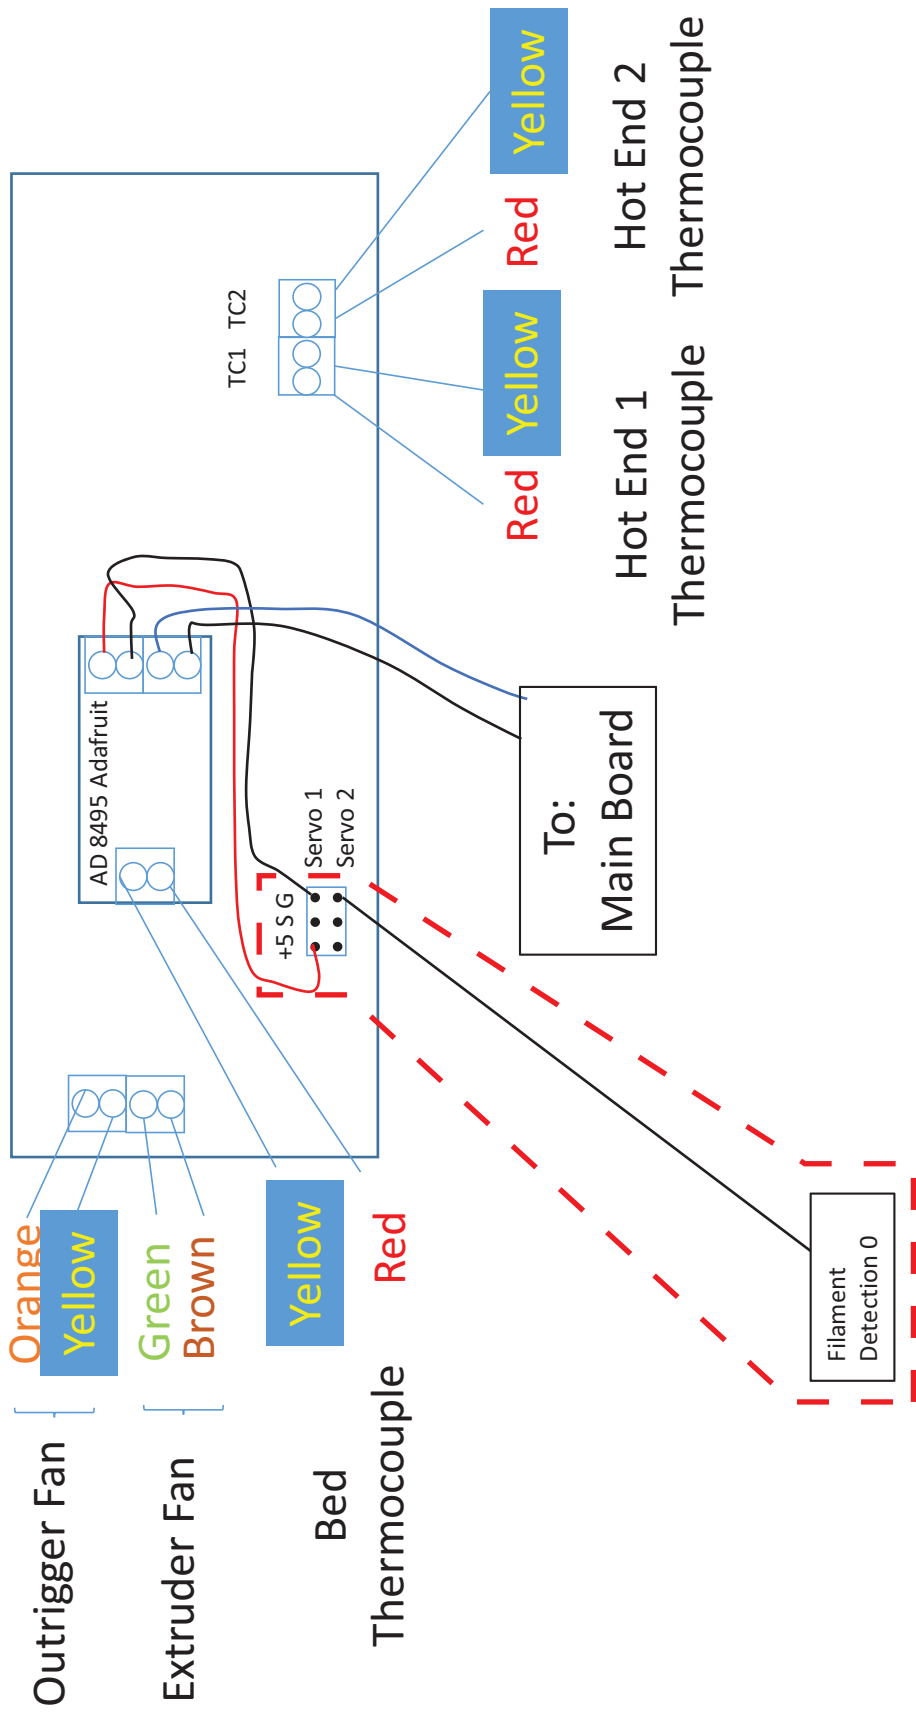 Outrigger Fan
Orange
Yellow
Extruder Fan
Green
Brown
Bed
Thermocouple
Yellow
Red
AD 8495 Adafruit
+5 S G
Servo 1
Servo 2
TC1 TC2
Red
Yellow
Hot End 1
Thermocouple
Red
Yellow
Hot End 2
Thermocouple
To:
Main Board
Filament
Detection 0